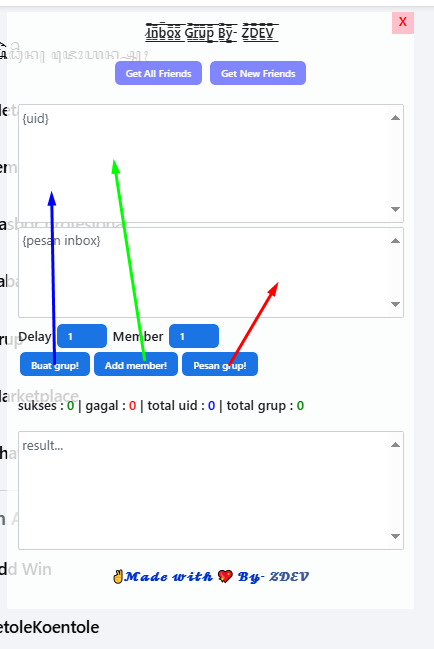 Inbox Grup By- ZDEV
X
Get All Friends
Get New Friends
{uid}
{pesan inbox}
Delay 1 Member 1
Buat grup!
Add member!
Pesan grup!
arketplace
sukses : 0 | gagal : 0 | total uid : 0 | total grup : 0
result...
dd Win
✌Made with 💖 By- ZDEV
etoleKoentole